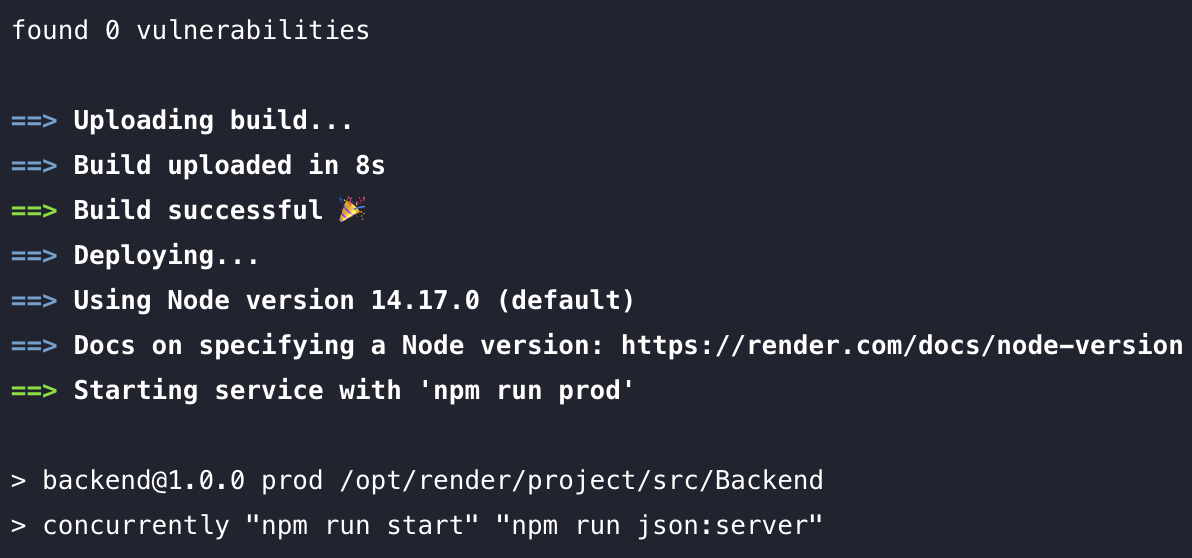 found 0 vulnerabilities
==> Uploading build...
==> Build uploaded in 8s
==> Build successful 🎉
==> Deploying...
==> Using Node version 14.17.0 (default)
==> Docs on specifying a Node version: https://render.com/docs/node-version
==> Starting service with 'npm run prod'
> backend@1.0.0 prod /opt/render/project/src/Backend
> concurrently "npm run start" "npm run json:server"